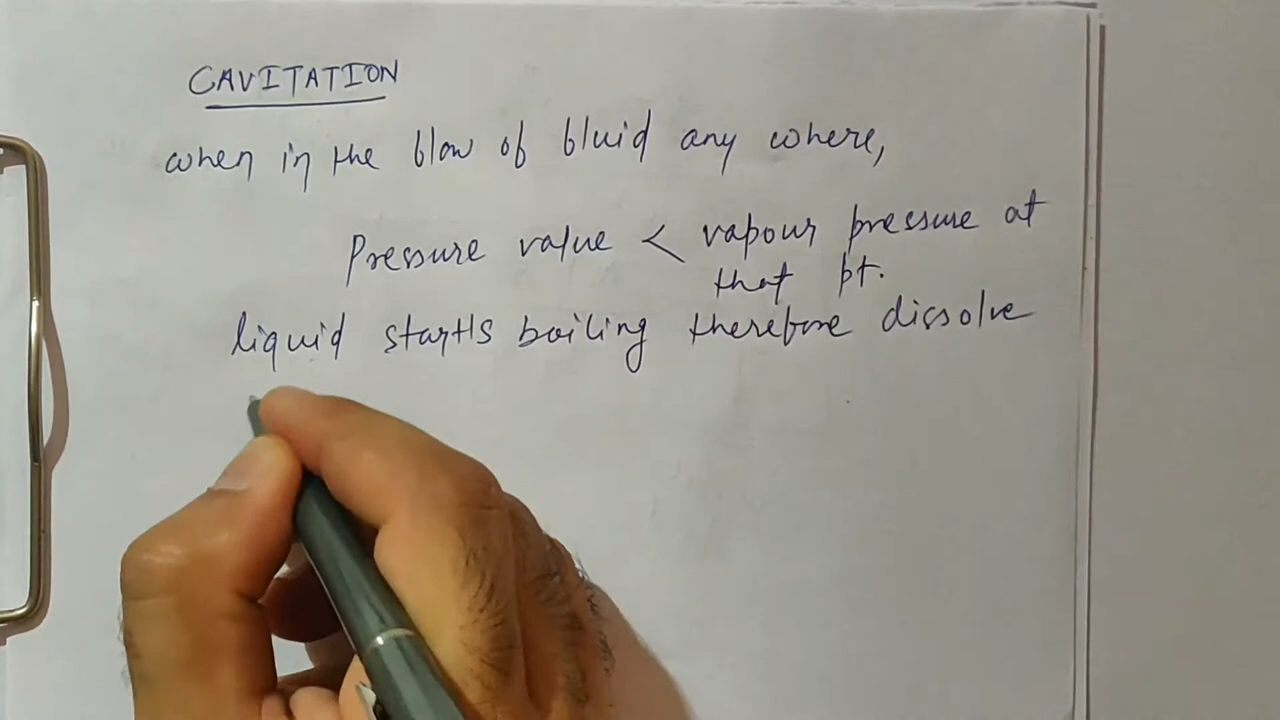 CAVITATION
when in the flow of fluid any where,
Pressure value < vapour pressure at
that pt.
liquid starts boiling therefore dissolve